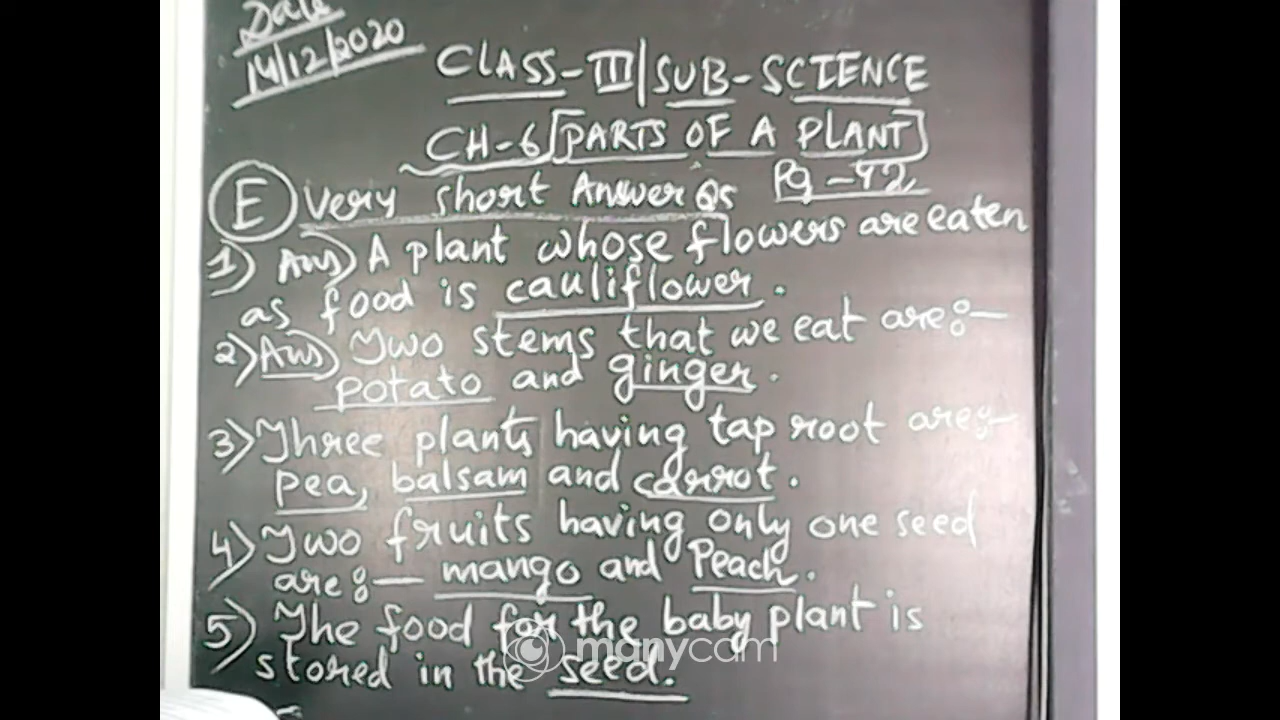 Date
14/12/2020
CLASS-III|SUB-SCIENCE
CH-6[PARTS OF A PLANT]
Pg-42
(E) Very short Answer Qs
1) Ans) A plant whose flowers are eaten
as food is cauliflower.
2) Ans) Two stems that we eat are:-
potato and ginger.
3) Three plants having tap root are:-
pea, balsam and carrot.
4) Two fruits having only one seed
are:- mango and Peach.
5) The food for the baby plant is
stored in the seed.
manycam